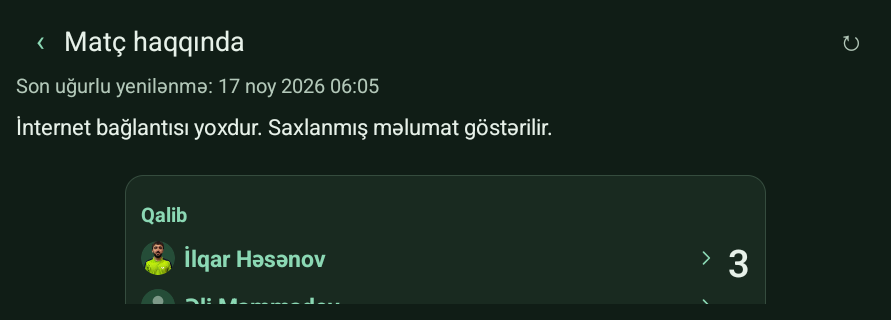 Matç haqqında
Son uğurlu yenilənmə: 17 noy 2026 06:05
İnternet bağlantısı yoxdur. Saxlanmış məlumat göstərilir.
Qalib
İlqar Həsənov
3